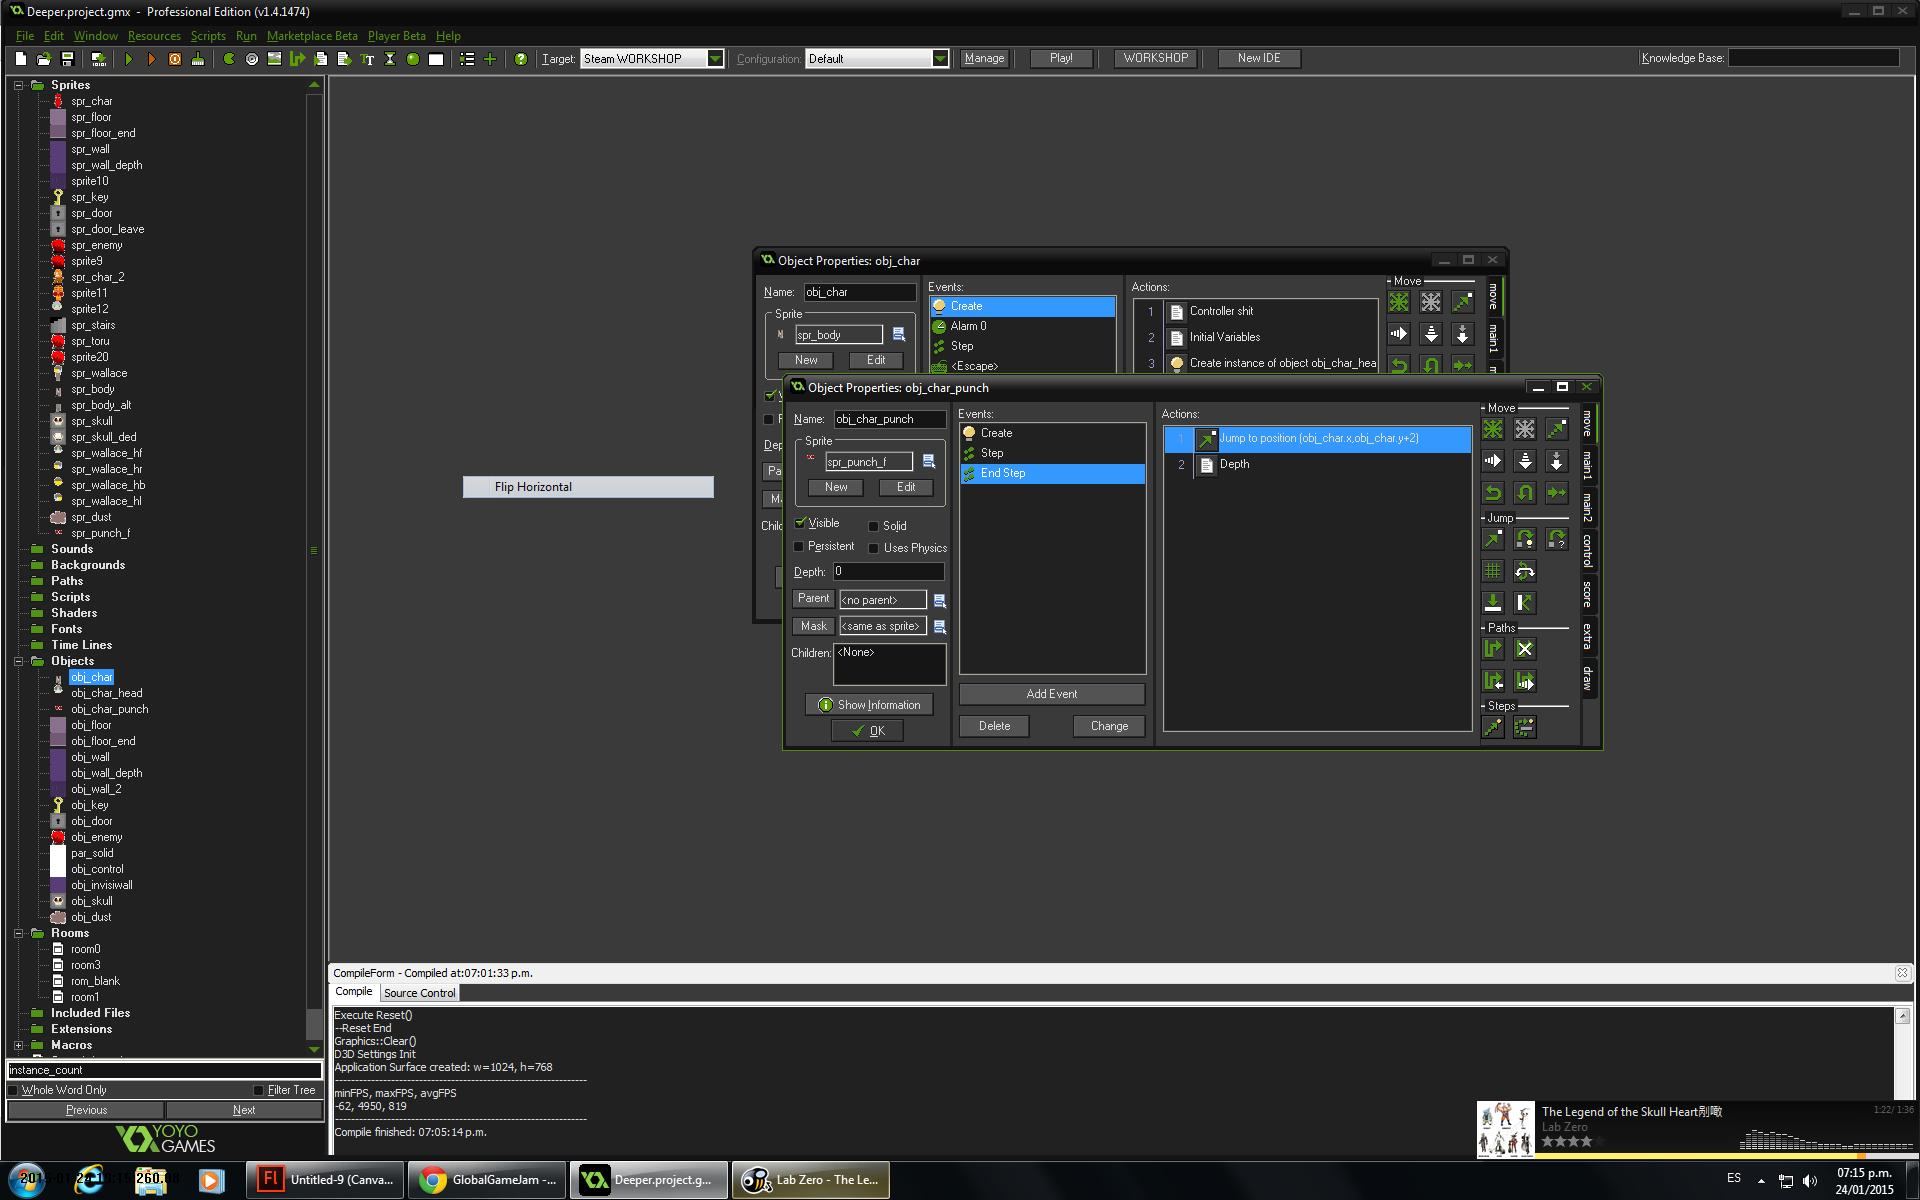 Deeper.project.gmx - Professional Edition (v1.4.1474)
File Edit Window Resources Scripts Run Marketplace Beta Player Beta Help
Target: Steam WORKSHOP Configuration: Default Manage Play! WORKSHOP New IDE Knowledge Base:
Sprites
spr_char
spr_floor
spr_floor_end
spr_wall
spr_wall_depth
sprite10
spr_key
spr_door
spr_door_leave
spr_enemy
sprite9
spr_char_2
sprite11
sprite12
spr_stairs
spr_toru
sprite20
spr_wallace
spr_body
spr_body_alt
spr_skull
spr_skull_ded
spr_wallace_hf
spr_wallace_hr
spr_wallace_hb
spr_wallace_hl
spr_dust
spr_punch_f
Sounds
Backgrounds
Paths
Scripts
Shaders
Fonts
Time Lines
Objects
obj_char
obj_char_head
obj_char_punch
obj_floor
obj_floor_end
obj_wall
obj_wall_depth
obj_wall_2
obj_key
obj_door
obj_enemy
par_solid
obj_control
obj_invisiwall
obj_skull
obj_dust
Rooms
room0
room3
rom_blank
room1
Included Files
Extensions
Macros
instance_count
Whole Word Only Filter Tree
Previous Next
YOYO
GAMES
Flip Horizontal
Object Properties: obj_char
Name: obj_char
Sprite
spr_body
New Edit
Events:
Create
Alarm 0
Step
<Escape>
Actions:
1 Controller shit
2 Initial Variables
3 Create instance of object obj_char_hea
Move
move
main1
Object Properties: obj_char_punch
Name: obj_char_punch
Sprite
spr_punch_f
New Edit
Visible Solid
Persistent Uses Physics
Depth: 0
Parent <no parent>
Mask <same as sprite>
Children: <None>
Show Information
OK
Events:
Create
Step
End Step
Add Event
Delete Change
Actions:
1 Jump to position (obj_char.x,obj_char.y+2)
2 Depth
Move
Jump
Paths
Steps
move
main1
main2
control
score
extra
draw
CompileForm - Compiled at:07:01:33 p.m.
Compile Source Control
Execute Reset()
--Reset End
Graphics::Clear()
D3D Settings Init
Application Surface created: w=1024, h=768
minFPS, maxFPS, avgFPS
-62, 4950, 819
Compile finished: 07:05:14 p.m.
The Legend of the Skull Heart 1:22/ 1:36
Lab Zero
Untitled-9 (Canva...
GlobalGameJam -...
Deeper.project.g...
Lab Zero - The Le...
ES
07:15 p.m.
24/01/2015